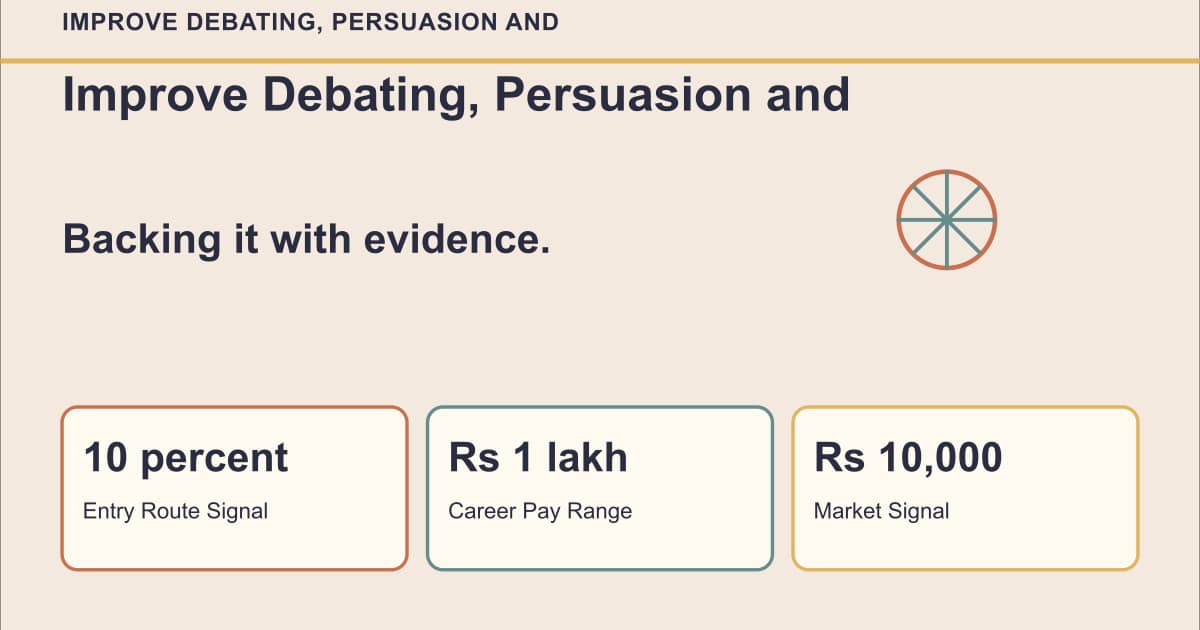 IMPROVE DEBATING, PERSUASION AND
Improve Debating, Persuasion and
Backing it with evidence.
10 percent
Entry Route Signal
Rs 1 lakh
Career Pay Range
Rs 10,000
Market Signal